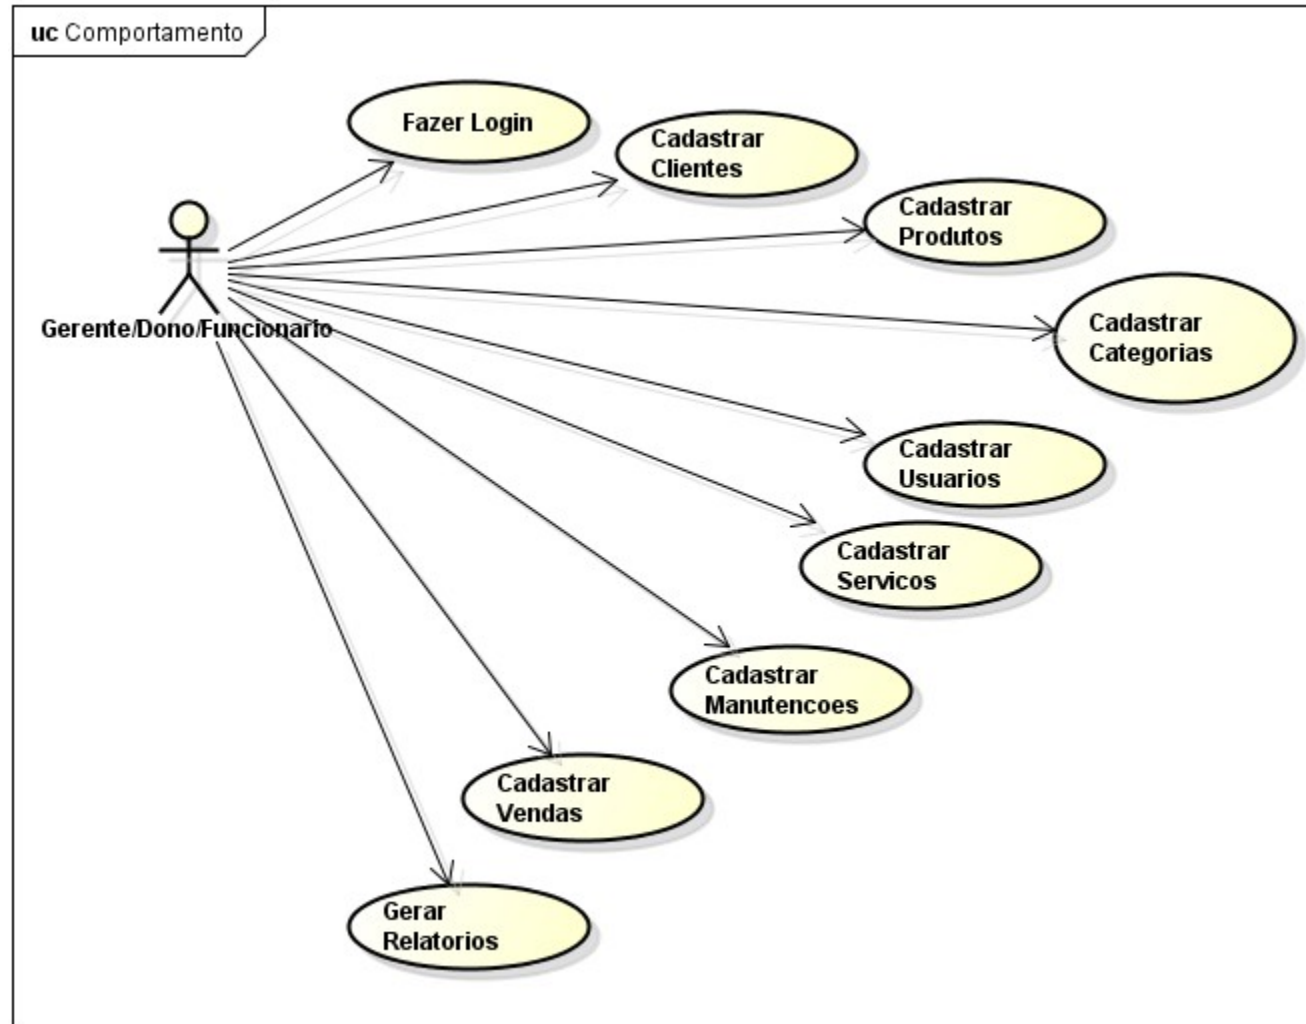 uc Comportamento
Fazer Login
Cadastrar
Clientes
Cadastrar
Produtos
Gerente/Dono/Funcionario
Cadastrar
Categorias
Cadastrar
Usuarios
Cadastrar
Servicos
Cadastrar
Manutencoes
Cadastrar
Vendas
Gerar
Relatorios